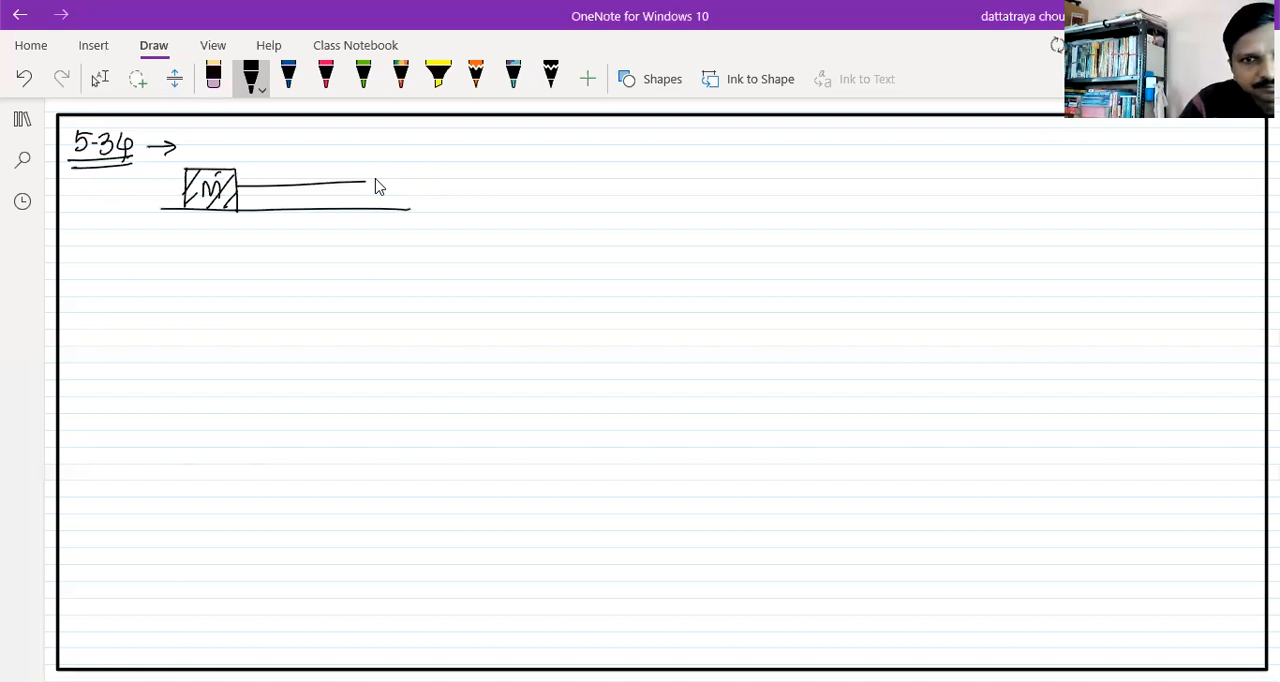 OneNote for Windows 10
dattatraya chou
Home Insert Draw View Help Class Notebook
Shapes Ink to Shape Ink to Text
5-34 →
M